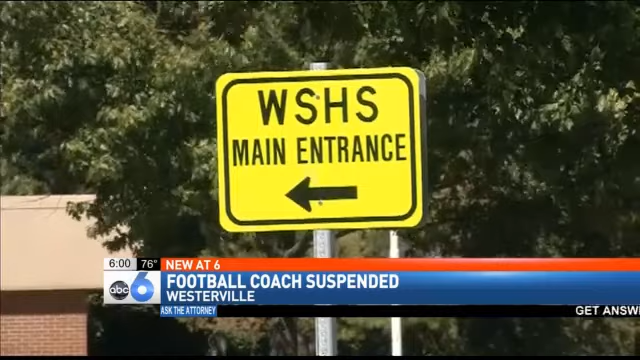 WSHS
MAIN ENTRANCE
6:00 76°
NEW AT 6
abc 6
FOOTBALL COACH SUSPENDED
WESTERVILLE
ASK THE ATTORNEY
GET ANSW